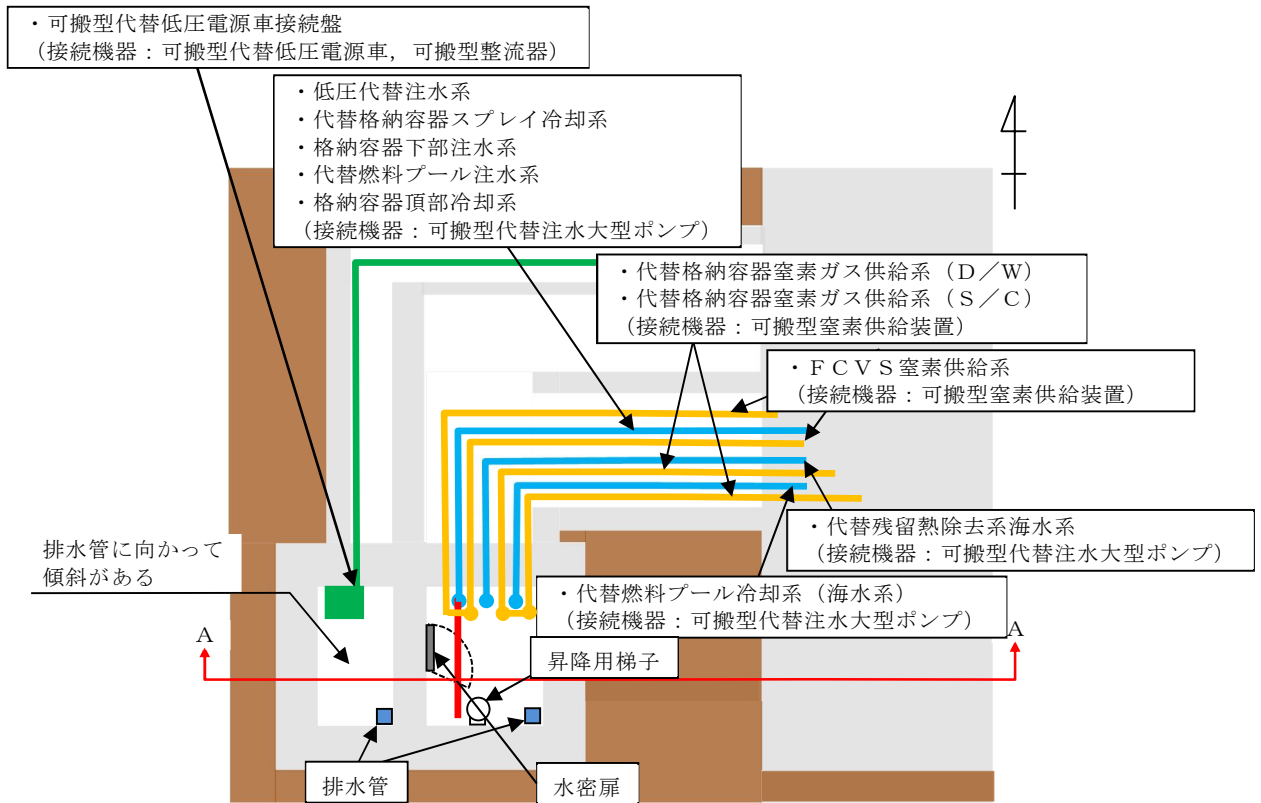 ・可搬型代替低圧電源車接続盤
(接続機器：可搬型代替低圧電源車，可搬型整流器)
・低圧代替注水系
・代替格納容器スプレイ冷却系
・格納容器下部注水系
・代替燃料プール注水系
・格納容器頂部冷却系
(接続機器：可搬型代替注水大型ポンプ)
・代替格納容器窒素ガス供給系（Ｄ／Ｗ）
・代替格納容器窒素ガス供給系（Ｓ／Ｃ）
(接続機器：可搬型窒素供給装置)
・ＦＣＶＳ窒素供給系
(接続機器：可搬型窒素供給装置)
・代替残留熱除去系海水系
(接続機器：可搬型代替注水大型ポンプ)
排水管に向かって
傾斜がある
・代替燃料プール冷却系（海水系）
(接続機器：可搬型代替注水大型ポンプ)
A
A
昇降用梯子
排水管
水密扉